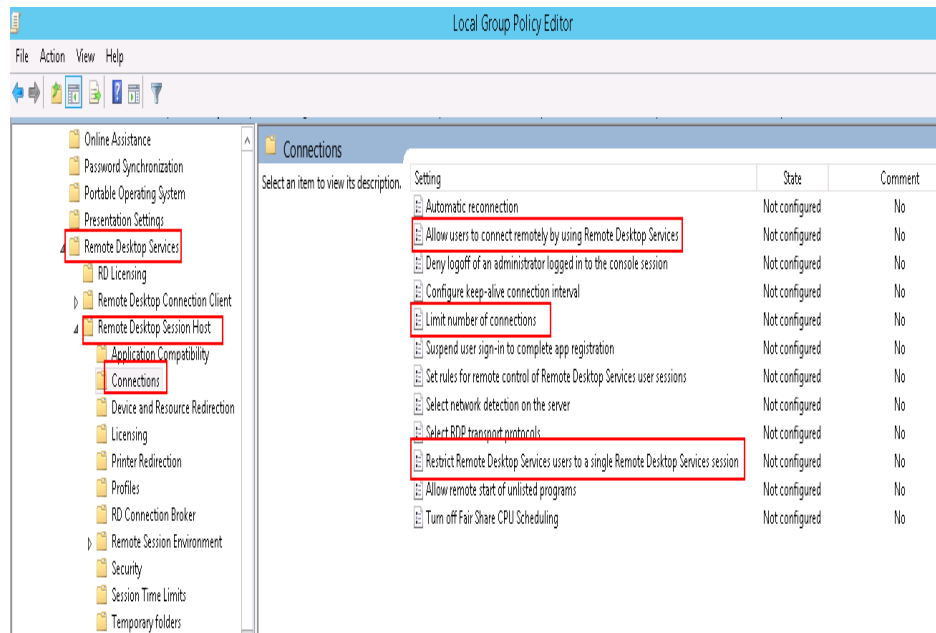 Local Group Policy Editor
File Action View Help
Online Assistance
Password Synchronization
Portable Operating System
Presentation Settings
Remote Desktop Services
RD Licensing
Remote Desktop Connection Client
Remote Desktop Session Host
Application Compatibility
Connections
Device and Resource Redirection
Licensing
Printer Redirection
Profiles
RD Connection Broker
Remote Session Environment
Security
Session Time Limits
Temporary folders
Connections
Select an item to view its description.
Setting State Comment
Automatic reconnection Not configured No
Allow users to connect remotely by using Remote Desktop Services Not configured No
Deny logoff of an administrator logged in to the console session Not configured No
Configure keep-alive connection interval Not configured No
Limit number of connections Not configured No
Suspend user sign-in to complete app registration Not configured No
Set rules for remote control of Remote Desktop Services user sessions Not configured No
Select network detection on the server Not configured No
Select RDP transport protocols Not configured No
Restrict Remote Desktop Services users to a single Remote Desktop Services session Not configured No
Allow remote start of unlisted programs Not configured No
Turn off Fair Share CPU Scheduling Not configured No